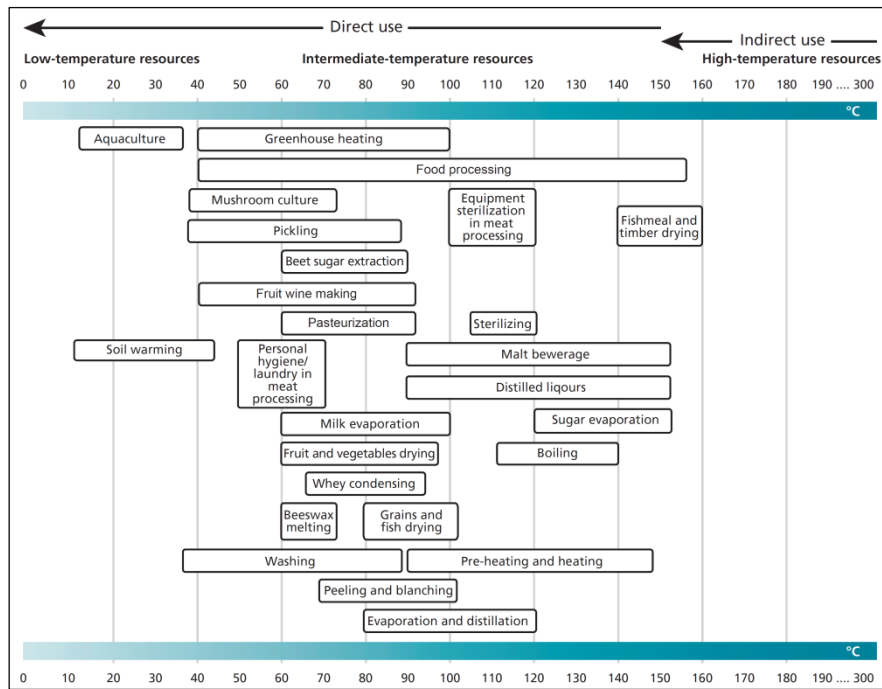 Direct use
Indirect use
Low-temperature resources Intermediate-temperature resources High-temperature resources
0 10 20 30 40 50 60 70 80 90 100 110 120 130 140 150 160 170 180 190 .... 300
°C
Aquaculture
Greenhouse heating
Food processing
Mushroom culture
Equipment
sterilization
in meat
processing
Fishmeal and
timber drying
Pickling
Beet sugar extraction
Fruit wine making
Pasteurization
Sterilizing
Soil warming
Personal
hygiene/
laundry in
meat
processing
Malt bewerage
Distilled liqours
Milk evaporation
Sugar evaporation
Fruit and vegetables drying
Boiling
Whey condensing
Beeswax
melting
Grains and
fish drying
Washing
Pre-heating and heating
Peeling and blanching
Evaporation and distillation
°C
0 10 20 30 40 50 60 70 80 90 100 110 120 130 140 150 160 170 180 190 .... 300